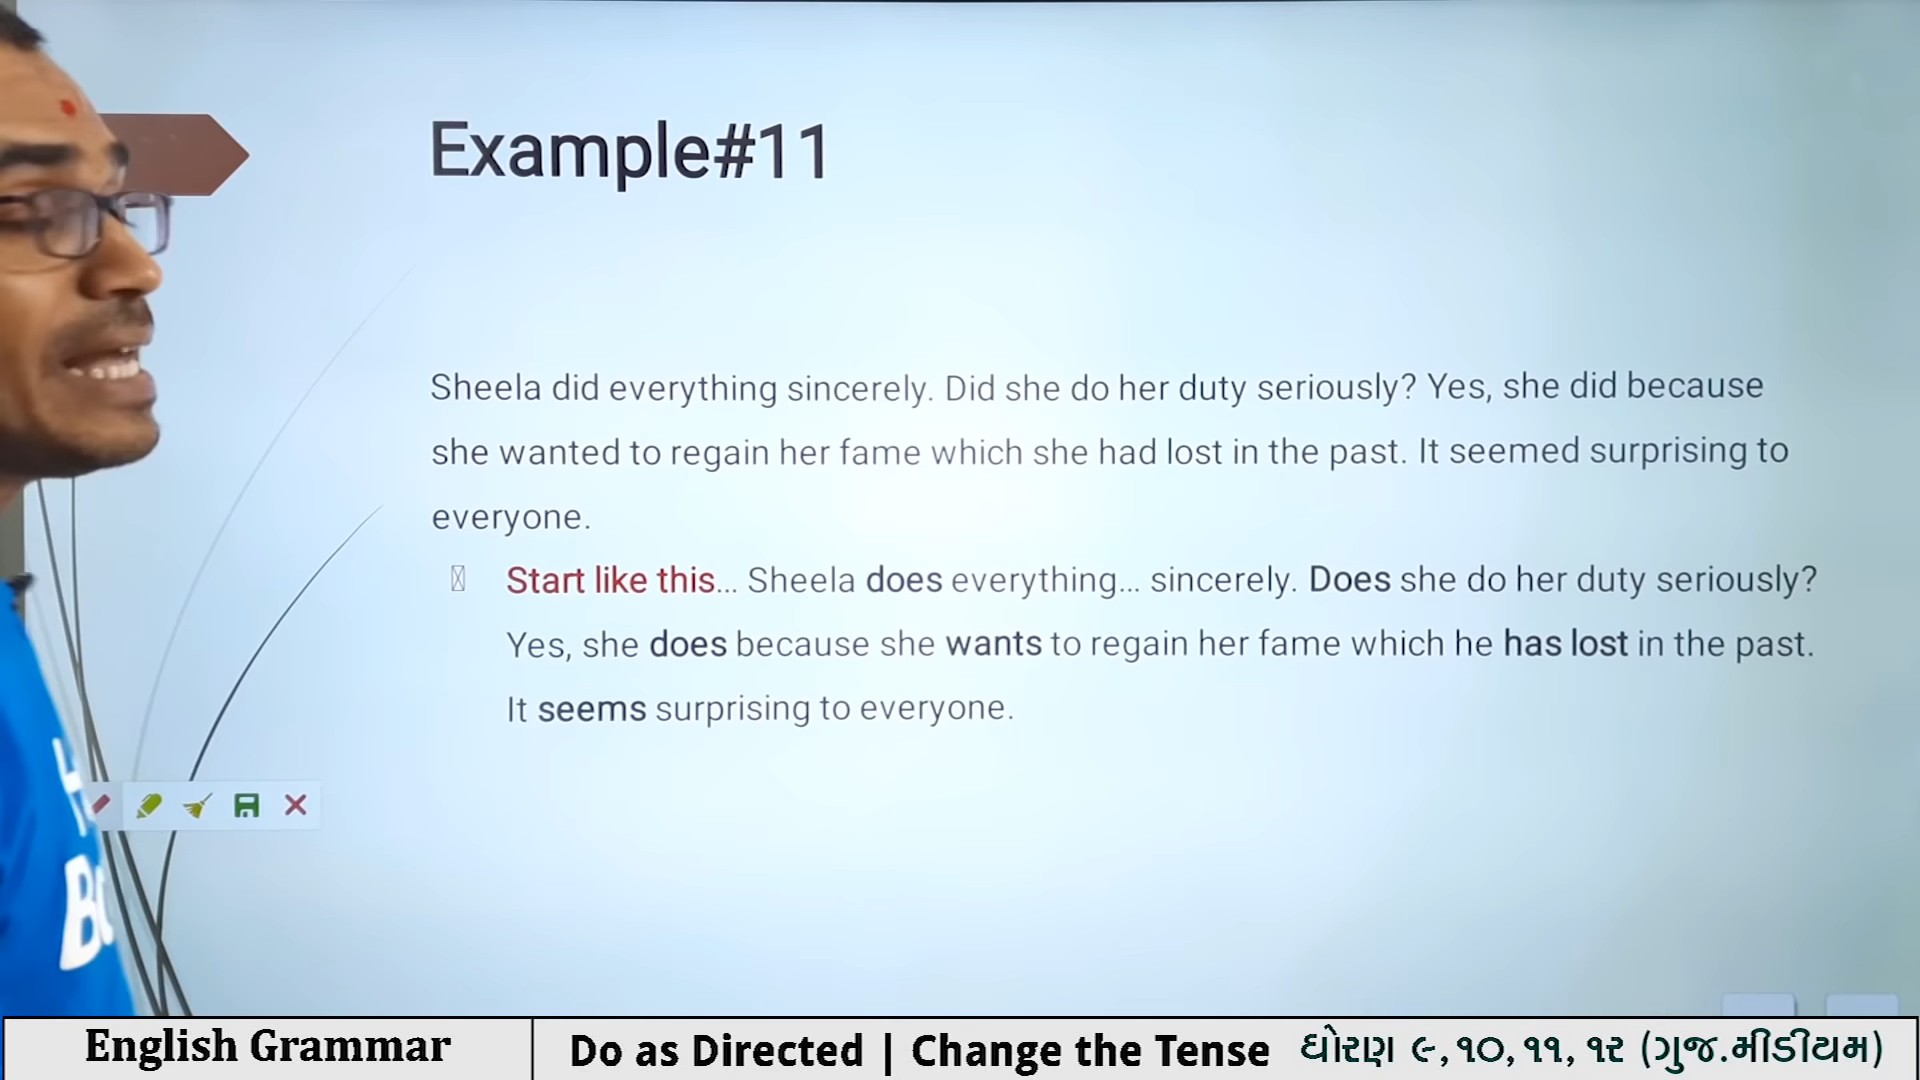 Example#11
Sheela did everything sincerely. Did she do her duty seriously? Yes, she did because
she wanted to regain her fame which she had lost in the past. It seemed surprising to
everyone.
Start like this... Sheela does everything... sincerely. Does she do her duty seriously?
Yes, she does because she wants to regain her fame which he has lost in the past.
It seems surprising to everyone.
English Grammar
Do as Directed | Change the Tense ધોરણ ૯, ૧૦, ૧૧, ૧૨ (ગુજ.મીડીયમ)